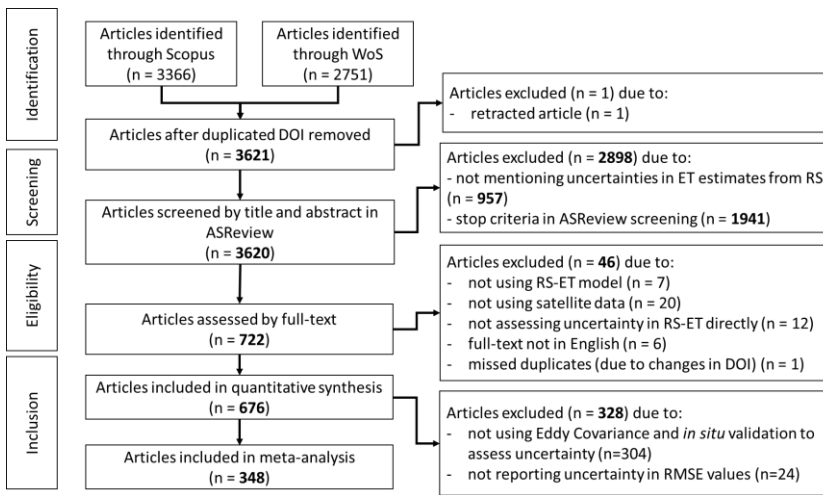 Identification
Articles identified
through Scopus
(n = 3366)
Articles identified
through WoS
(n = 2751)
Articles after duplicated DOI removed
(n = 3621)
Articles excluded (n = 1) due to:
- retracted article (n = 1)
Screening
Articles screened by title and abstract in
ASReview
(n = 3620)
Articles excluded (n = 2898) due to:
- not mentioning uncertainties in ET estimates from RS
(n = 957)
- stop criteria in ASReview screening (n = 1941)
Eligibility
Articles assessed by full-text
(n = 722)
Articles excluded (n = 46) due to:
- not using RS-ET model (n = 7)
- not using satellite data (n = 20)
- not assessing uncertainty in RS-ET directly (n = 12)
- full-text not in English (n = 6)
- missed duplicates (due to changes in DOI) (n = 1)
Inclusion
Articles included in quantitative synthesis
(n = 676)
Articles excluded (n = 328) due to:
- not using Eddy Covariance and in situ validation to
assess uncertainty (n=304)
- not reporting uncertainty in RMSE values (n=24)
Articles included in meta-analysis
(n = 348)